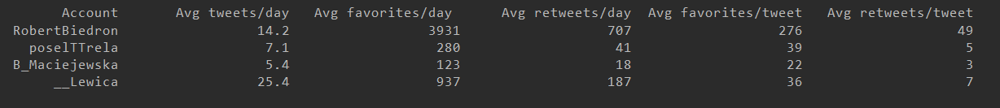 Account Avg tweets/day Avg favorites/day Avg retweets/day Avg favorites/tweet Avg retweets/tweet
RobertBiedron 14.2 3931 707 276 49
poselTTrela 7.1 280 41 39 5
B_Maciejewska 5.4 123 18 22 3
__Lewica 25.4 937 187 36 7